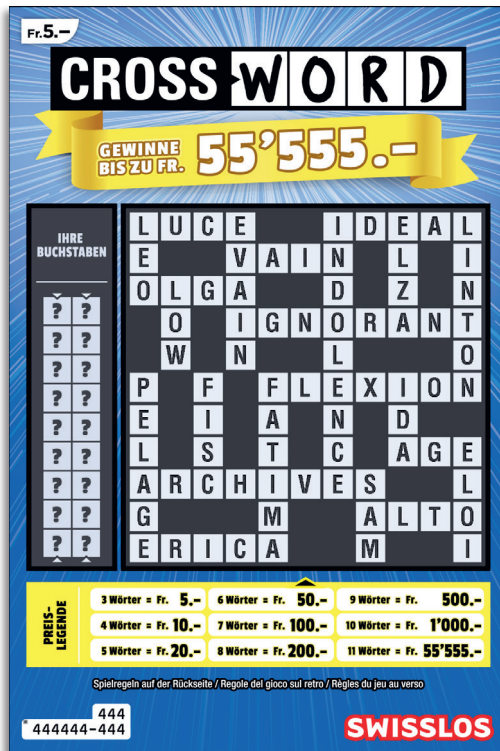 Fr.5.–
CROSS WORD
GEWINNE
BIS ZU FR. 55'555.–
IHRE
BUCHSTABEN
? ?
? ?
? ?
? ?
? ?
? ?
? ?
? ?
? ?
L U C E I D E A L
E V A I N L I
O L G A D Z N
O I G N O R A N T
W N L O
P F F L E X I O N
E I A N D
L S T C A G E
A R C H I V E S L
G M A L T O
E R I C A M I
PREIS-
LEGENDE
3 Wörter = Fr. 5.– 6 Wörter = Fr. 50.– 9 Wörter = Fr. 500.–
4 Wörter = Fr. 10.– 7 Wörter = Fr. 100.– 10 Wörter = Fr. 1'000.–
5 Wörter = Fr. 20.– 8 Wörter = Fr. 200.– 11 Wörter = Fr. 55'555.–
Spielregeln auf der Rückseite / Regole del gioco sul retro / Règles du jeu au verso
444
444444-444
SWISSLOS